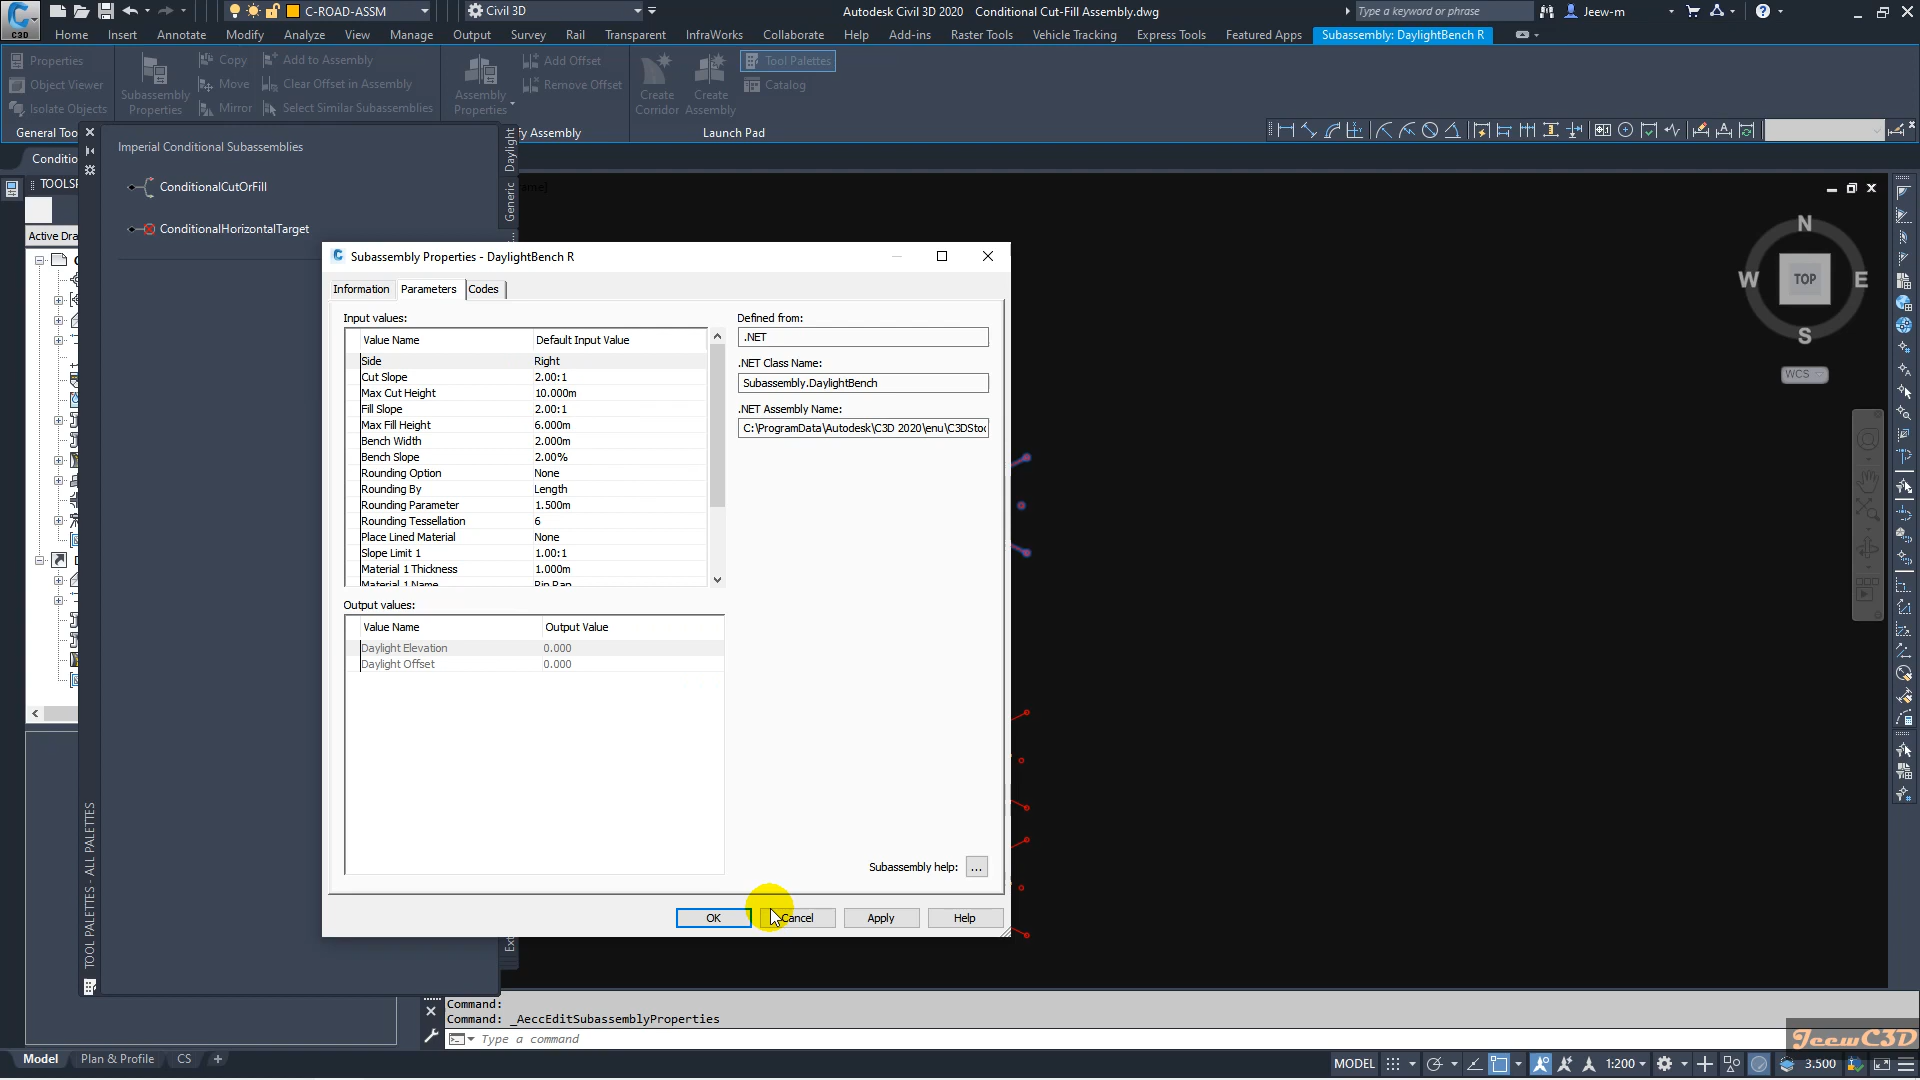 C-ROAD-ASSM
Civil 3D
Autodesk Civil 3D 2020 Conditional Cut-Fill Assembly.dwg
Type a keyword or phrase
Jeew-m
C3D
Home Insert Annotate Modify Analyze View Manage Output Survey Rail Transparent InfraWorks Collaborate Help Add-ins Raster Tools Vehicle Tracking Express Tools Featured Apps Subassembly: DaylightBench R
Properties
Object Viewer
Isolate Objects
Subassembly Properties
Copy
Move
Mirror
Add to Assembly
Clear Offset in Assembly
Select Similar Subassemblies
Assembly Properties
Add Offset
Remove Offset
Create Corridor
Create Assembly
Tool Palettes
Catalog
General Too
fy Assembly
Launch Pad
Conditio
TOOLSP
Active Dra
Imperial Conditional Subassemblies
ConditionalCutOrFill
ConditionalHorizontalTarget
Daylight
Generic
Ext
TOOL PALETTES - ALL PALETTES
Subassembly Properties - DaylightBench R
Information Parameters Codes
Input values:
Value Name Default Input Value
Side Right
Cut Slope 2.00:1
Max Cut Height 10.000m
Fill Slope 2.00:1
Max Fill Height 6.000m
Bench Width 2.000m
Bench Slope 2.00%
Rounding Option None
Rounding By Length
Rounding Parameter 1.500m
Rounding Tessellation 6
Place Lined Material None
Slope Limit 1 1.00:1
Material 1 Thickness 1.000m
Material 1 Name Rip Rap
Output values:
Value Name Output Value
Daylight Elevation 0.000
Daylight Offset 0.000
Defined from:
.NET
.NET Class Name:
Subassembly.DaylightBench
.NET Assembly Name:
C:\ProgramData\Autodesk\C3D 2020\enu\C3DStoc
Subassembly help: ...
OK Cancel Apply Help
N
W TOP E
S
WCS
Command:
Command: _AeccEditSubassemblyProperties
Type a command
JeewC3D
Model Plan & Profile CS +
MODEL 1:200 3.500